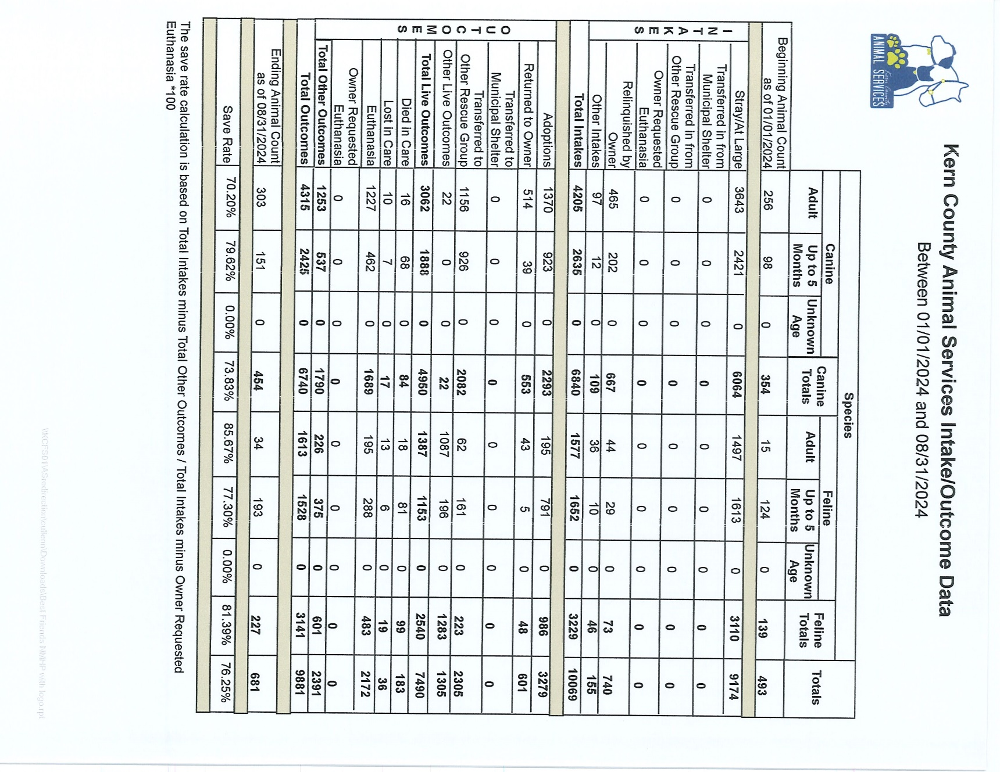 Kern County
ANIMAL SERVICES
Kern County Animal Services Intake/Outcome Data
Between 01/01/2024 and 08/31/2024
Species
Canine Canine Totals Feline Feline Totals Totals
Adult Up to 5 Months Unknown Age Adult Up to 5 Months Unknown Age
Beginning Animal Count
as of 01/01/2024 256 98 0 354 15 124 0 139 493
INTAKES
Stray/At Large 3643 2421 0 6064 1497 1613 0 3110 9174
Transferred in from
Municipal Shelter 0 0 0 0 0 0 0 0 0
Transferred in from
Other Rescue Group 0 0 0 0 0 0 0 0 0
Owner Requested
Euthanasia 0 0 0 0 0 0 0 0 0
Relinquished by
Owner 465 202 0 667 44 29 0 73 740
Other Intakes 97 12 0 109 36 10 0 46 155
Total Intakes 4205 2635 0 6840 1577 1652 0 3229 10069
OUTCOMES
Adoptions 1370 923 0 2293 195 791 0 986 3279
Returned to Owner 514 39 0 553 43 5 0 48 601
Transferred to
Municipal Shelter 0 0 0 0 0 0 0 0 0
Transferred to
Other Rescue Group 1156 926 0 2082 62 161 0 223 2305
Other Live Outcomes 22 0 0 22 1087 196 0 1283 1305
Total Live Outcomes 3062 1888 0 4950 1387 1153 0 2540 7490
Died in Care 16 68 0 84 18 81 0 99 183
Lost in Care 10 7 0 17 13 6 0 19 36
Euthanasia 1227 462 0 1689 195 288 0 483 2172
Owner Requested
Euthanasia 0 0 0 0 0 0 0 0 0
Total Other Outcomes 1253 537 0 1790 226 375 0 601 2391
Total Outcomes 4315 2425 0 6740 1613 1528 0 3141 9881
Ending Animal Count
as of 08/31/2024 303 151 0 454 34 193 0 227 681
Save Rate 70.20% 79.62% 0.00% 73.83% 85.67% 77.30% 0.00% 81.39% 76.25%
The save rate calculation is based on Total Intakes minus Total Other Outcomes / Total Intakes minus Owner Requested
Euthanasia *100
\\KCFS01\ASredirection\cullenn\Downloads\Best Friends NMHP with logo.rpt